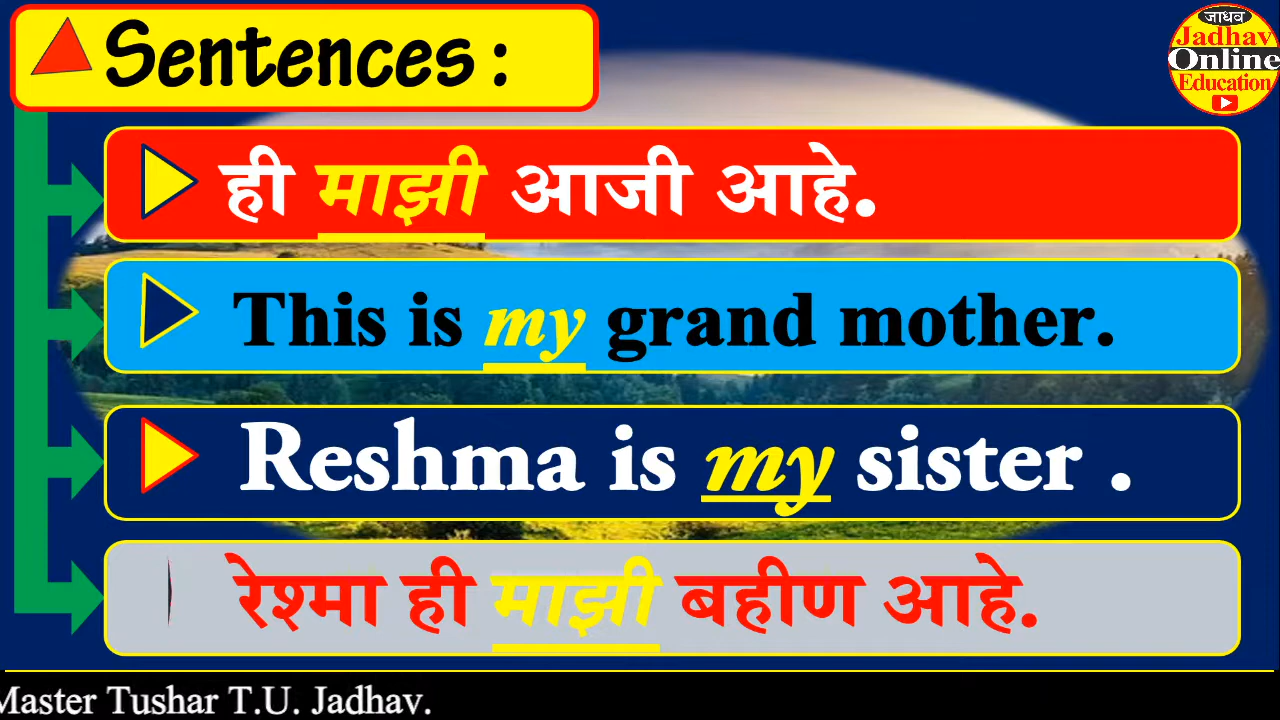 Sentences :
जाधव
Jadhav
Online
Education
ही माझी आजी आहे.
This is my grand mother.
Reshma is my sister .
रेश्मा ही माझी बहीण आहे.
Master Tushar T.U. Jadhav.